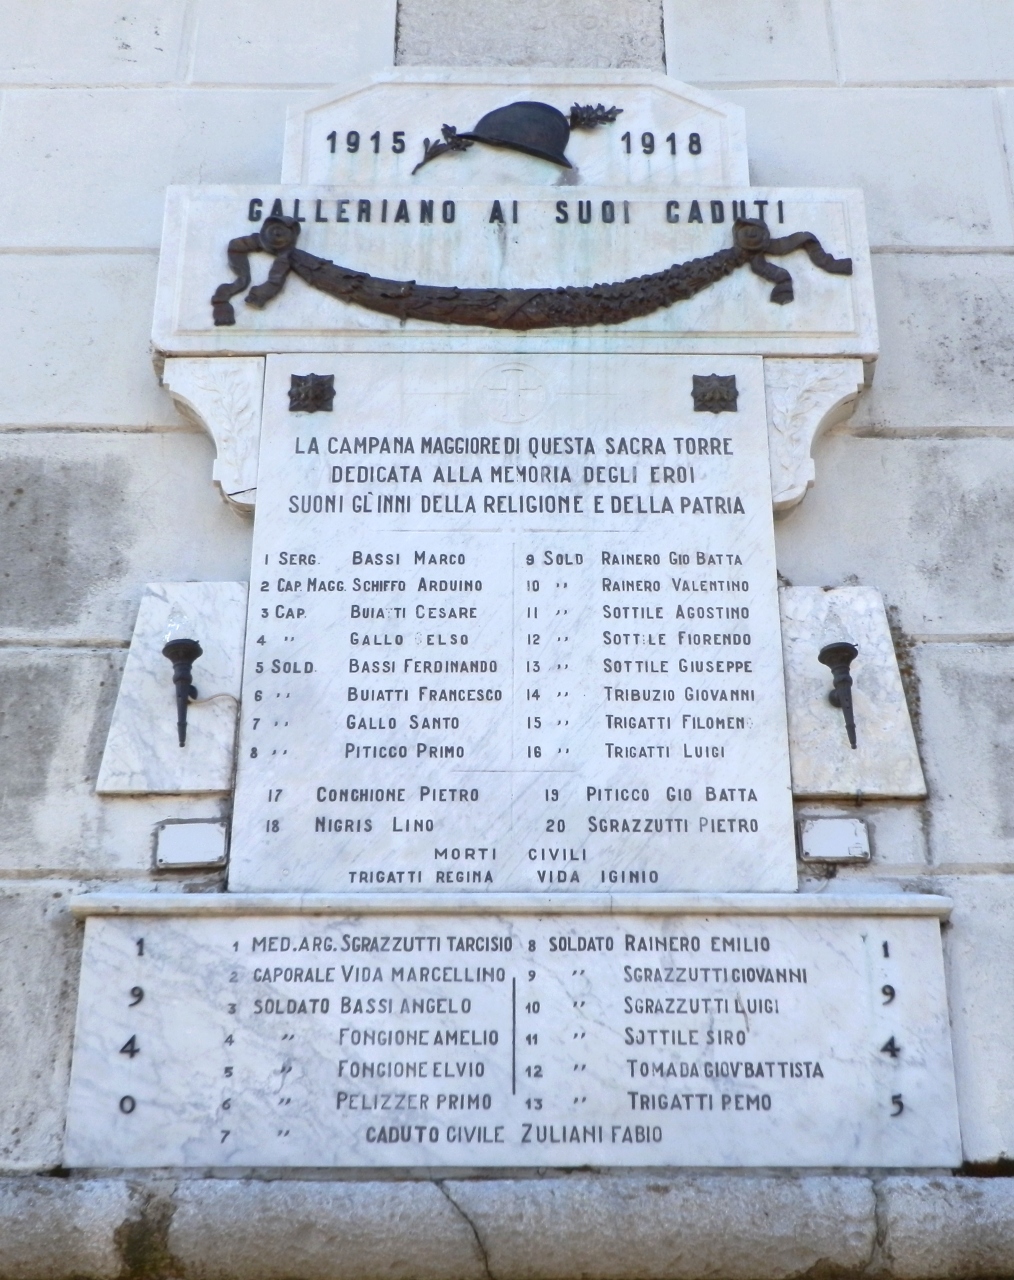 1915 1918
GALLERIANO AI SUOI CADUTI
LA CAMPANA MAGGIORE DI QUESTA SACRA TORRE
DEDICATA ALLA MEMORIA DEGLI EROI
SUONI GL'INNI DELLA RELIGIONE E DELLA PATRIA
1 SERG. BASSI MARCO
2 CAP. MAGG. SCHIFFO ARDUINO
3 CAP. BUIATTI CESARE
4 " GALLO CELSO
5 SOLD. BASSI FERDINANDO
6 " BUIATTI FRANCESCO
7 " GALLO SANTO
8 " PITICCO PRIMO
9 SOLD RAINERO GIO BATTA
10 " RAINERO VALENTINO
11 " SOTTILE AGOSTINO
12 " SOTTILE FIORENDO
13 " SOTTILE GIUSEPPE
14 " TRIBUZIO GIOVANNI
15 " TRIGATTI FILOMENO
16 " TRIGATTI LUIGI
17 CONGHIONE PIETRO
18 NIGRIS LINO
19 PITICCO GIO BATTA
20 SGRAZZUTTI PIETRO
MORTI CIVILI
TRIGATTI REGINA VIDA IGINIO
1940
1 MED. ARG. SGRAZZUTTI TARCISIO
2 CAPORALE VIDA MARCELLINO
3 SOLDATO BASSI ANGELO
4 " FONGIONE AMELIO
5 " FONGIONE ELVIO
6 " PELIZZER PRIMO
8 SOLDATO RAINERO EMILIO
9 " SGRAZZUTTI GIOVANNI
10 " SGRAZZUTTI LUIGI
11 " SOTTILE SIRO
12 " TOMADA GIOV'BATTISTA
13 " TRIGATTI REMO
7 " CADUTO CIVILE ZULIANI FABIO
1945